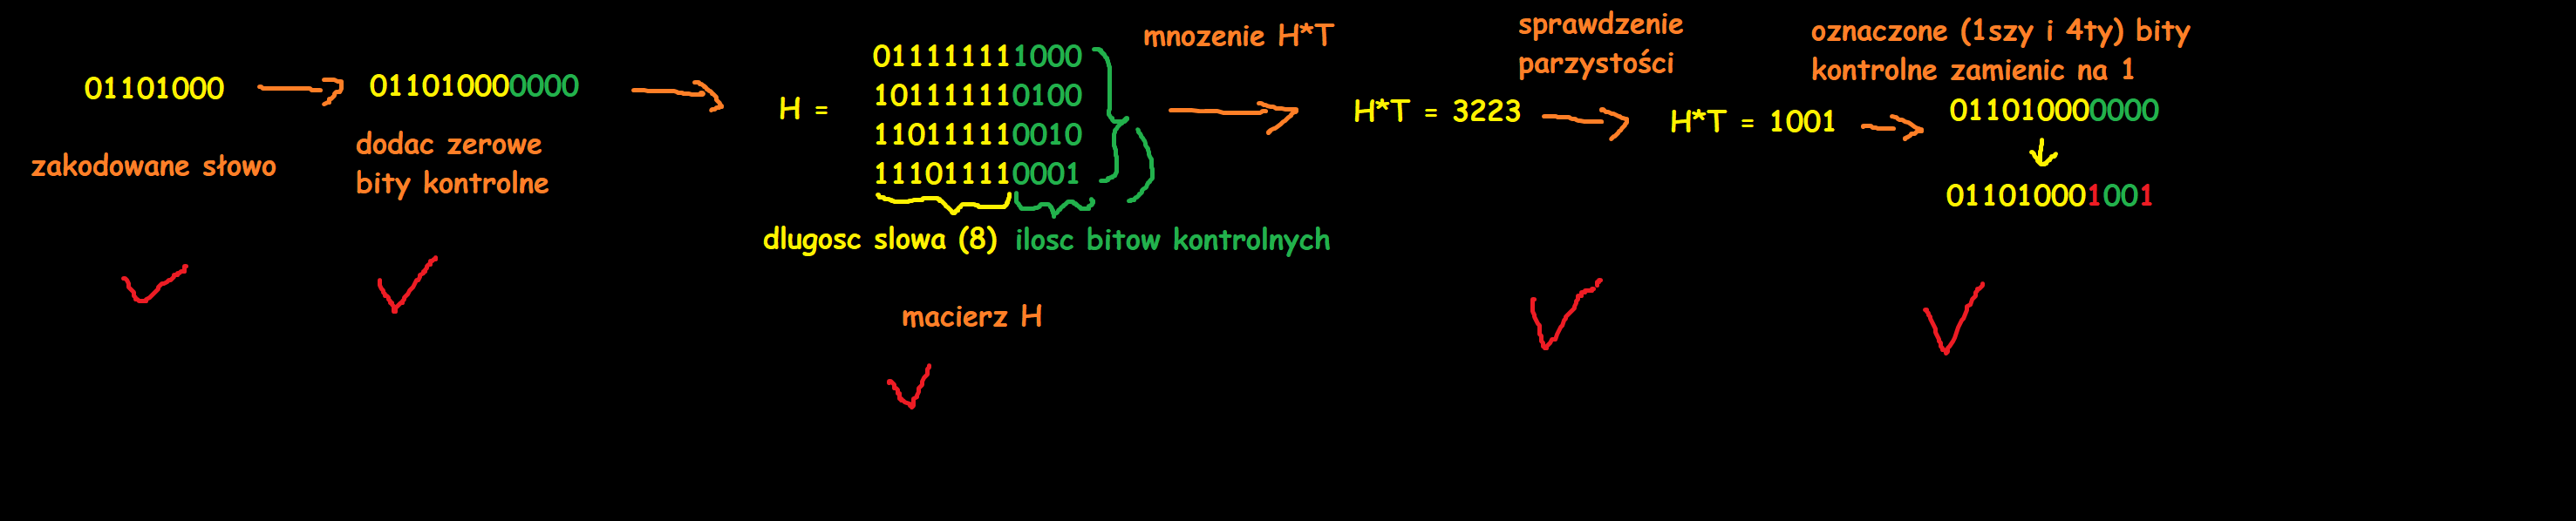 01101000
zakodowane słowo
011010000000
dodac zerowe
bity kontrolne
H =
011111111000
101111110100
110111110010
111011110001
dlugosc slowa (8)
ilosc bitow kontrolnych
macierz H
mnozenie H*T
H*T = 3223
sprawdzenie
parzystości
H*T = 1001
oznaczone (1szy i 4ty) bity
kontrolne zamienic na 1
011010000000
011010001001